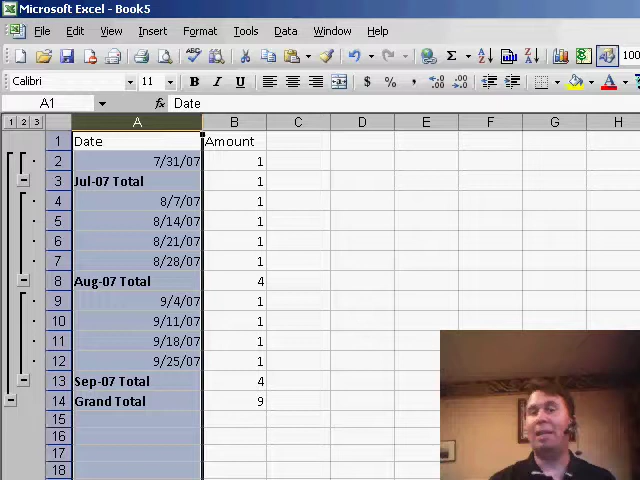 Microsoft Excel - Book5
File Edit View Insert Format Tools Data Window Help
Σ 100
Calibri 11 B I U $ % , A
A1 fx Date
1 2 3 A B C D E F G H
1 Date Amount
2 7/31/07 1
3 Jul-07 Total 1
4 8/7/07 1
5 8/14/07 1
6 8/21/07 1
7 8/28/07 1
8 Aug-07 Total 4
9 9/4/07 1
10 9/11/07 1
11 9/18/07 1
12 9/25/07 1
13 Sep-07 Total 4
14 Grand Total 9
15
16
17
18